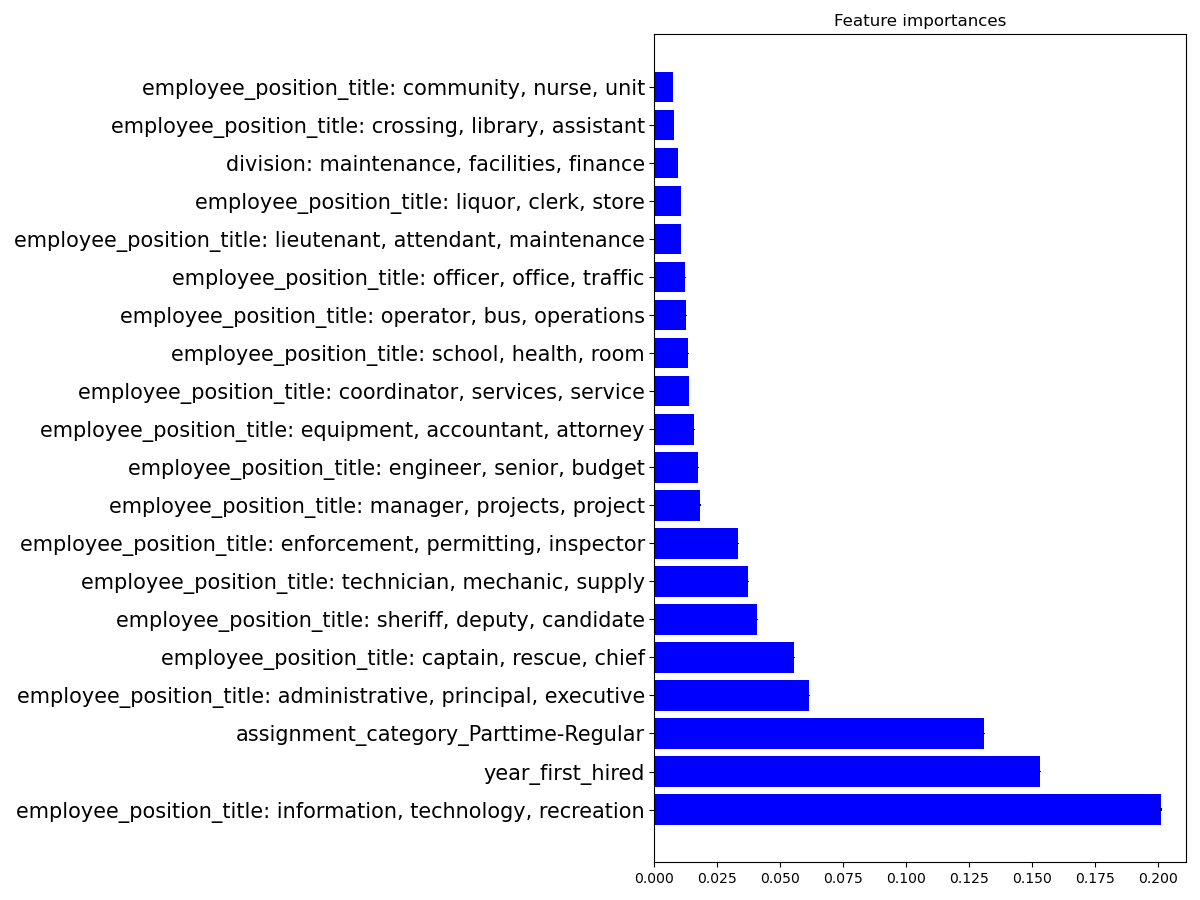 Feature importances
employee_position_title: community, nurse, unit
employee_position_title: crossing, library, assistant
division: maintenance, facilities, finance
employee_position_title: liquor, clerk, store
employee_position_title: lieutenant, attendant, maintenance
employee_position_title: officer, office, traffic
employee_position_title: operator, bus, operations
employee_position_title: school, health, room
employee_position_title: coordinator, services, service
employee_position_title: equipment, accountant, attorney
employee_position_title: engineer, senior, budget
employee_position_title: manager, projects, project
employee_position_title: enforcement, permitting, inspector
employee_position_title: technician, mechanic, supply
employee_position_title: sheriff, deputy, candidate
employee_position_title: captain, rescue, chief
employee_position_title: administrative, principal, executive
assignment_category_Parttime-Regular
year_first_hired
employee_position_title: information, technology, recreation
0.000 0.025 0.050 0.075 0.100 0.125 0.150 0.175 0.200